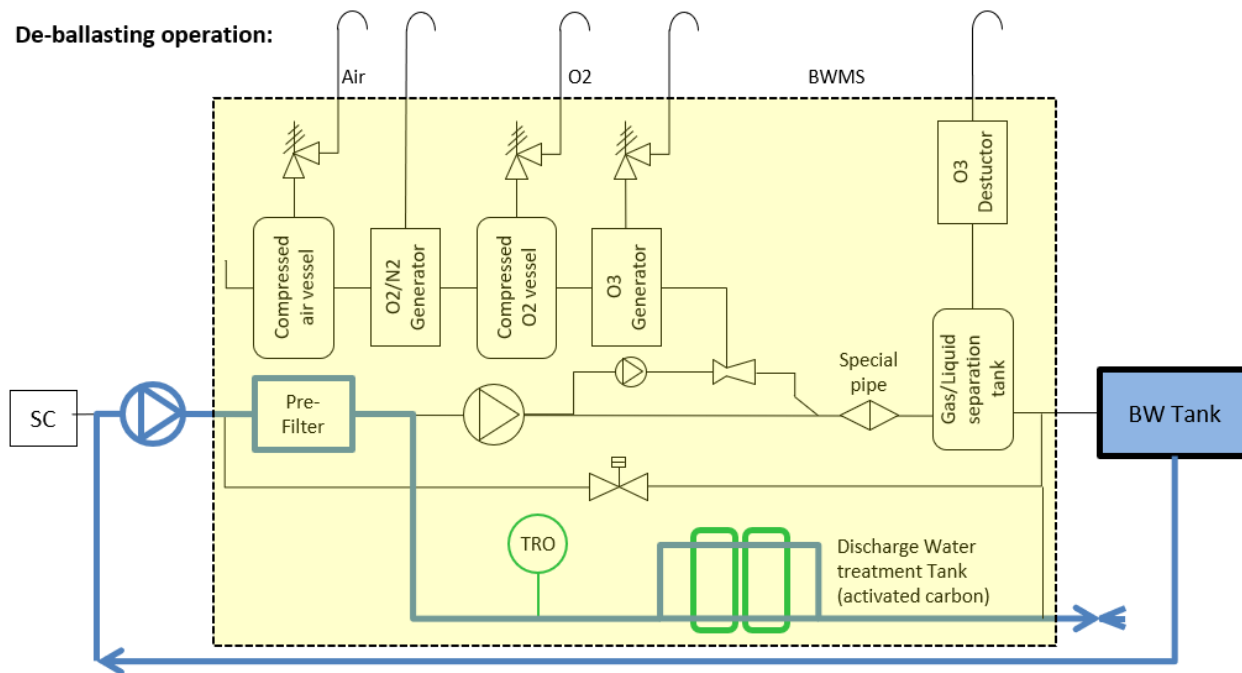 De-ballasting operation:
Air
O2
BWMS
Compressed
air vessel
O2/N2
Generator
Compressed
O2 vessel
O3
Generator
O3
Destuctor
Special
pipe
Gas/Liquid
separation
tank
SC
Pre-
Filter
BW Tank
TRO
Discharge Water
treatment Tank
(activated carbon)